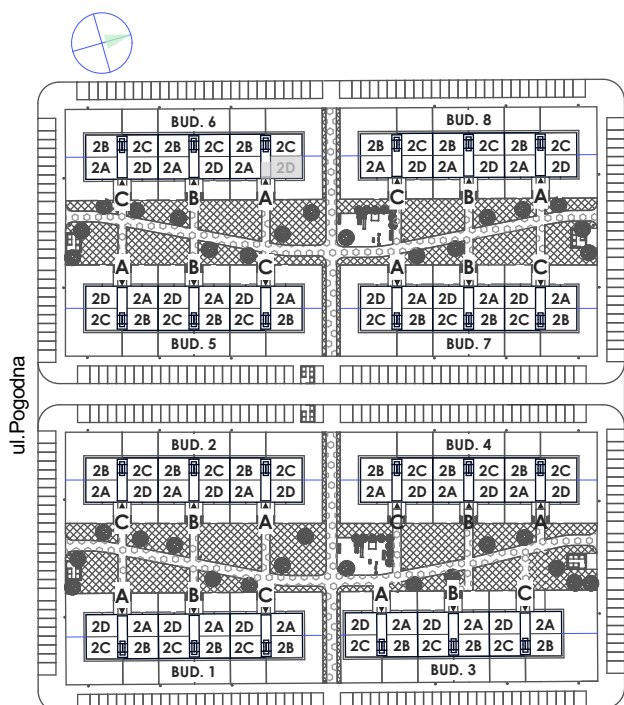 BUD. 6
BUD. 8
2B 2C 2B 2C 2B 2C
2B 2C 2B 2C 2B 2C
2A 2D 2A 2D 2A 2D
2A 2D 2A 2D 2A 2D
C B A
C B A
A B C
A B C
2D 2A 2D 2A 2D 2A
2D 2A 2D 2A 2D 2A
2C 2B 2C 2B 2C 2B
2C 2B 2C 2B 2C 2B
BUD. 5
BUD. 7
ul.Pogodna
BUD. 2
BUD. 4
2B 2C 2B 2C 2B 2C
2B 2C 2B 2C 2B 2C
2A 2D 2A 2D 2A 2D
2A 2D 2A 2D 2A 2D
C B A
C B A
A B C
A B C
2D 2A 2D 2A 2D 2A
2D 2A 2D 2A 2D 2A
2C 2B 2C 2B 2C 2B
2C 2B 2C 2B 2C 2B
BUD. 1
BUD. 3